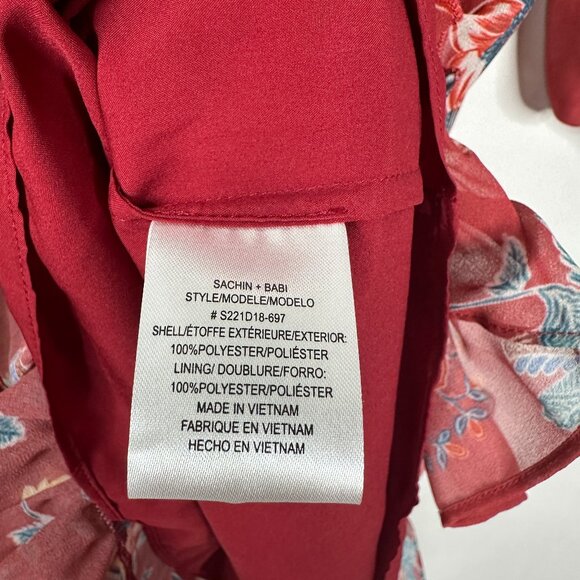 SACHIN + BABI
STYLE/MODELE/MODELO
# S221D18-697
SHELL/ÉTOFFE EXTÉRIEURE/EXTERIOR:
100%POLYESTER/POLIÉSTER
LINING/ DOUBLURE/FORRO:
100%POLYESTER/POLIÉSTER
MADE IN VIETNAM
FABRIQUE EN VIETNAM
HECHO EN VIETNAM